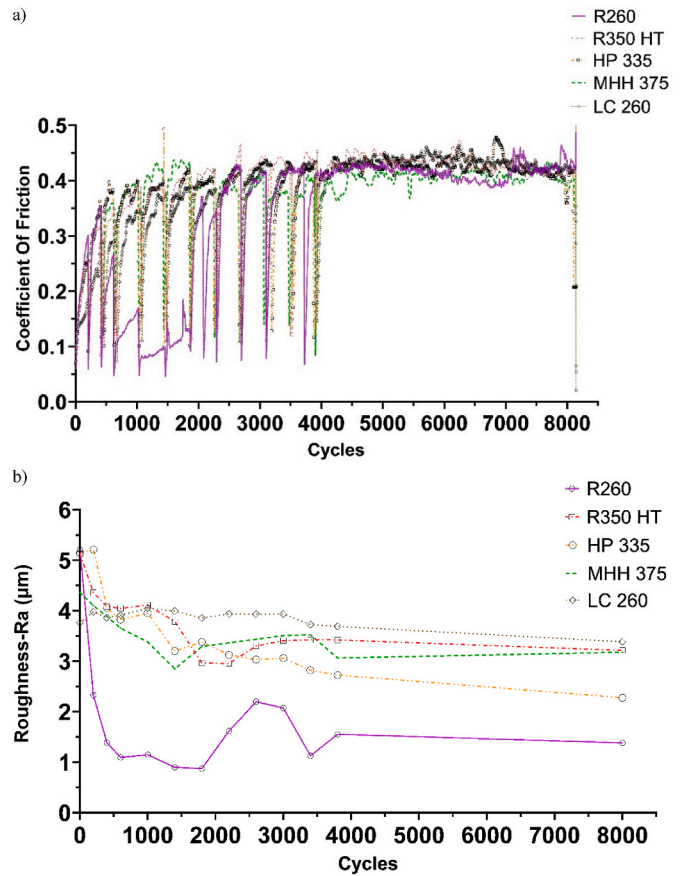 a)
R260
R350 HT
HP 335
MHH 375
LC 260
0.5
0.4
0.3
0.2
0.1
0.0
Coefficient Of Friction
0 1000 2000 3000 4000 5000 6000 7000 8000
Cycles
b)
R260
R350 HT
HP 335
MHH 375
LC 260
6
5
4
3
2
1
0
Roughness-Ra (µm)
0 1000 2000 3000 4000 5000 6000 7000 8000
Cycles